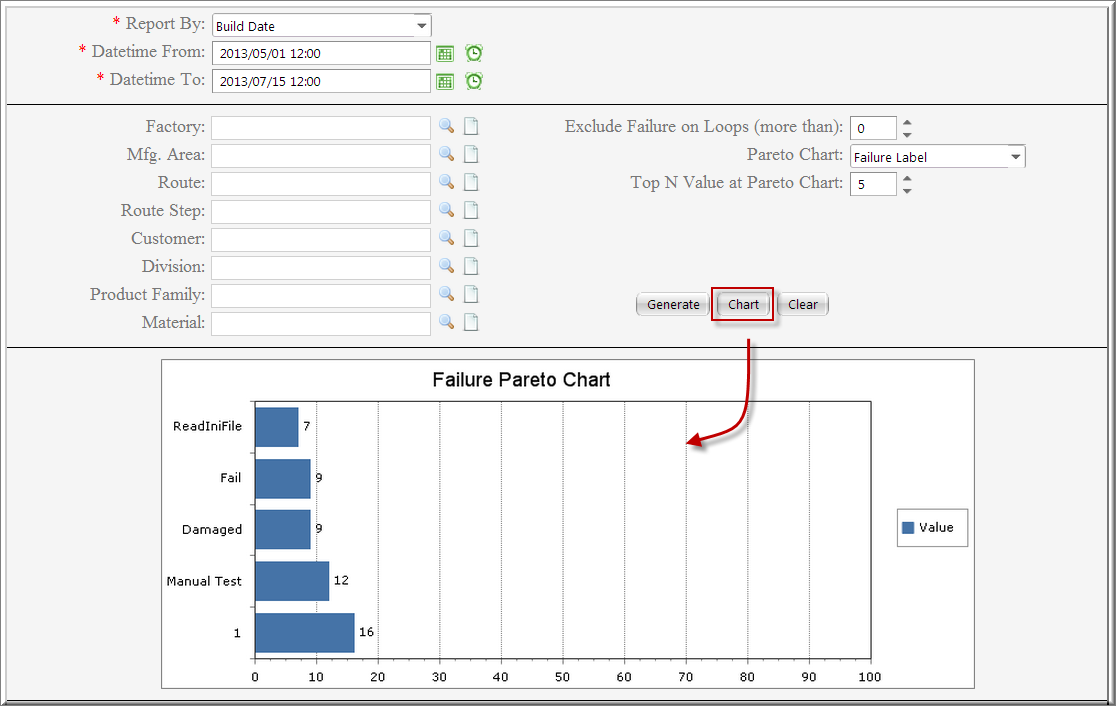 * Report By: Build Date
* Datetime From: 2013/05/01 12:00
* Datetime To: 2013/07/15 12:00
Factory:
Mfg. Area:
Route:
Route Step:
Customer:
Division:
Product Family:
Material:
Exclude Failure on Loops (more than): 0
Pareto Chart: Failure Label
Top N Value at Pareto Chart: 5
Generate Chart Clear
Failure Pareto Chart
ReadIniFile 7
Fail 9
Damaged 9
Manual Test 12
1 16
0 10 20 30 40 50 60 70 80 90 100
Value